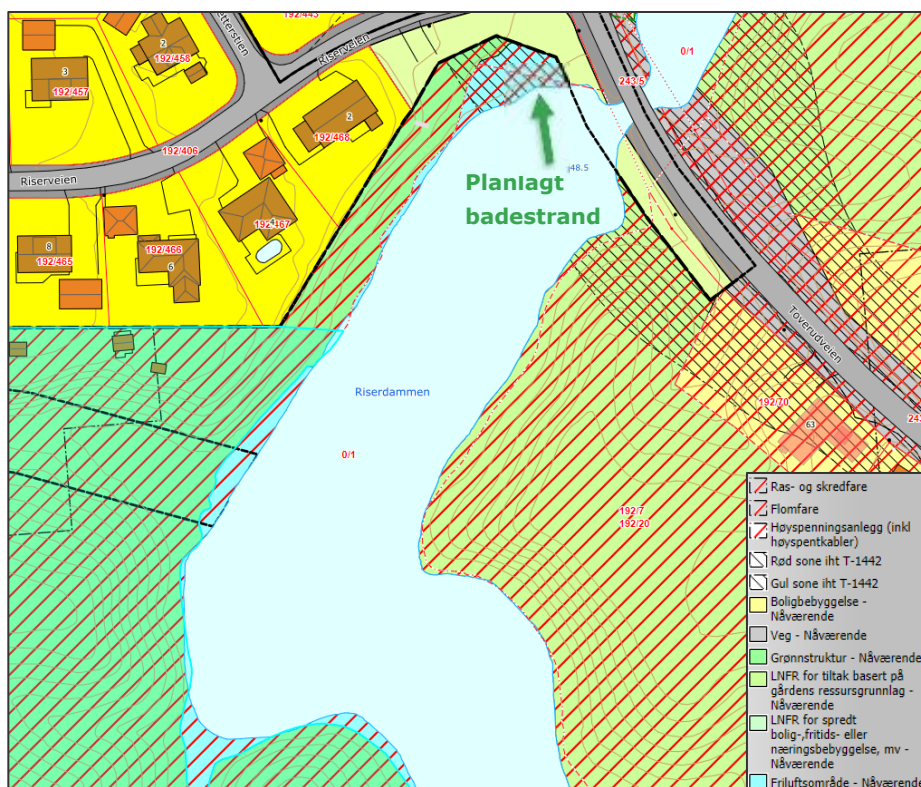 192/443
etterstien
Riserveien
0/1
2
192/458
3
192/457
243.5
2
192/468
192/406
Planlagt
badestrand
48.5
Riserveien
4
192/467
8
192/465
192/466
6
Toverudveien
Riserdammen
192/70
63
24
0/1
192/7
192/20
Ras- og skredfare
Flomfare
Høyspenningsanlegg (inkl
høyspentkabler)
Rød sone iht T-1442
Gul sone iht T-1442
Boligbebyggelse -
Nåværende
Veg - Nåværende
Grønnstruktur - Nåværende
LNFR for tiltak basert på
gårdens ressursgrunnlag -
Nåværende
LNFR for spredt
bolig-,fritids- eller
næringsbebyggelse, mv -
Nåværende
Friluftsområde - Nåværende